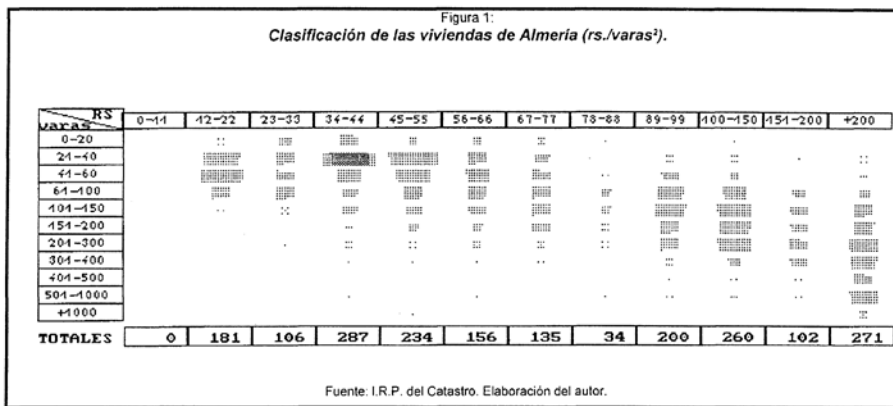 Figura 1:
Clasificación de las viviendas de Almería (rs./varas²).
RS
varas
0-11 12-22 23-33 34-44 45-55 56-66 67-77 78-88 89-99 100-150 151-200 +200
0-20
21-40
41-60
61-100
101-150
151-200
201-300
301-400
401-500
501-1000
+1000
TOTALES 0 181 106 287 234 156 135 34 200 260 102 271
Fuente: I.R.P. del Catastro. Elaboración del autor.